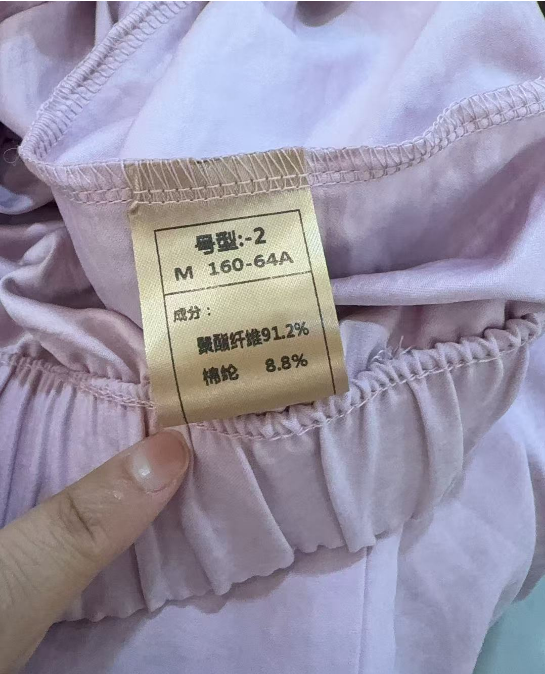 号型:-2
M 160-64A
成分：
聚酯纤维91.2%
棉纶 8.8%